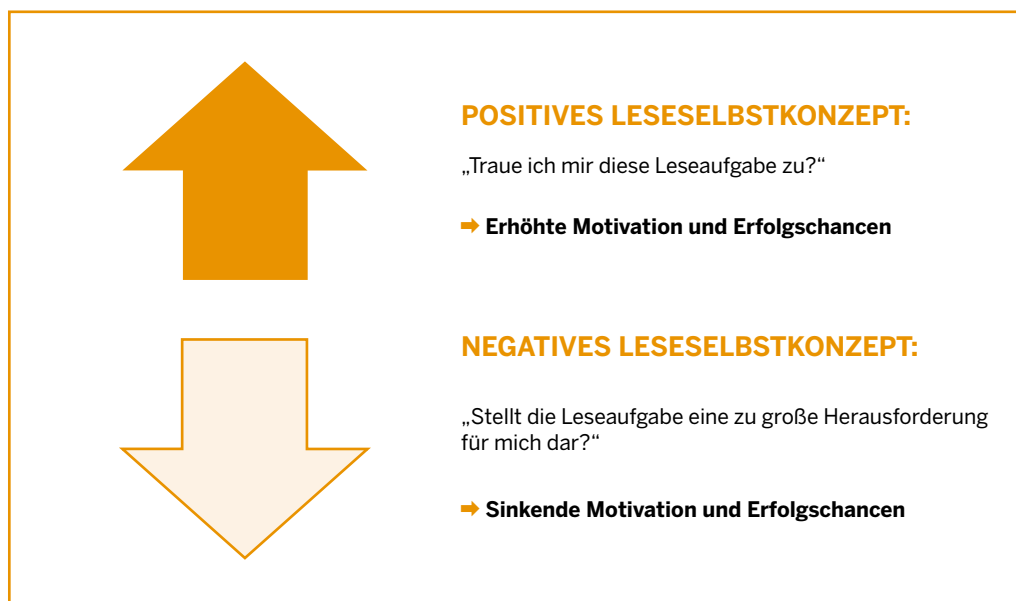 POSITIVES LESESELBSTKONZEPT:
„Traue ich mir diese Leseaufgabe zu?“
➡ Erhöhte Motivation und Erfolgschancen
NEGATIVES LESESELBSTKONZEPT:
„Stellt die Leseaufgabe eine zu große Herausforderung
für mich dar?“
➡ Sinkende Motivation und Erfolgschancen